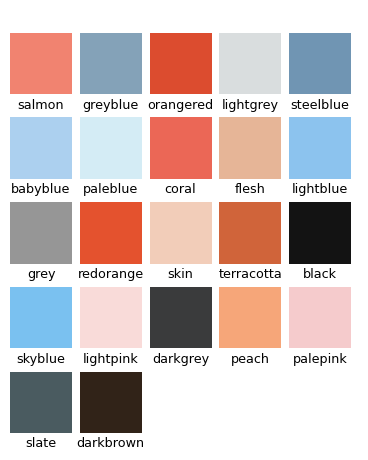 salmon greyblue orangered lightgrey steelblue
babyblue paleblue coral flesh lightblue
grey redorange skin terracotta black
skyblue lightpink darkgrey peach palepink
slate darkbrown